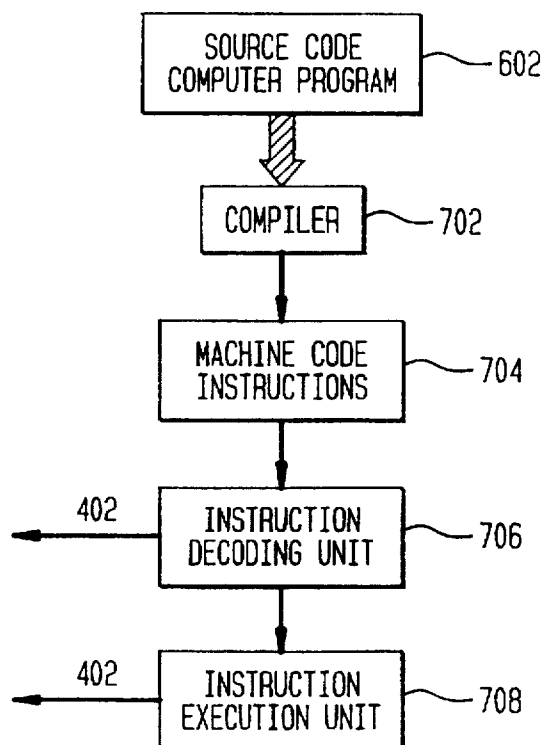 SOURCE CODE
COMPUTER PROGRAM
602
COMPILER
702
MACHINE CODE
INSTRUCTIONS
704
402
INSTRUCTION
DECODING UNIT
706
402
INSTRUCTION
EXECUTION UNIT
708